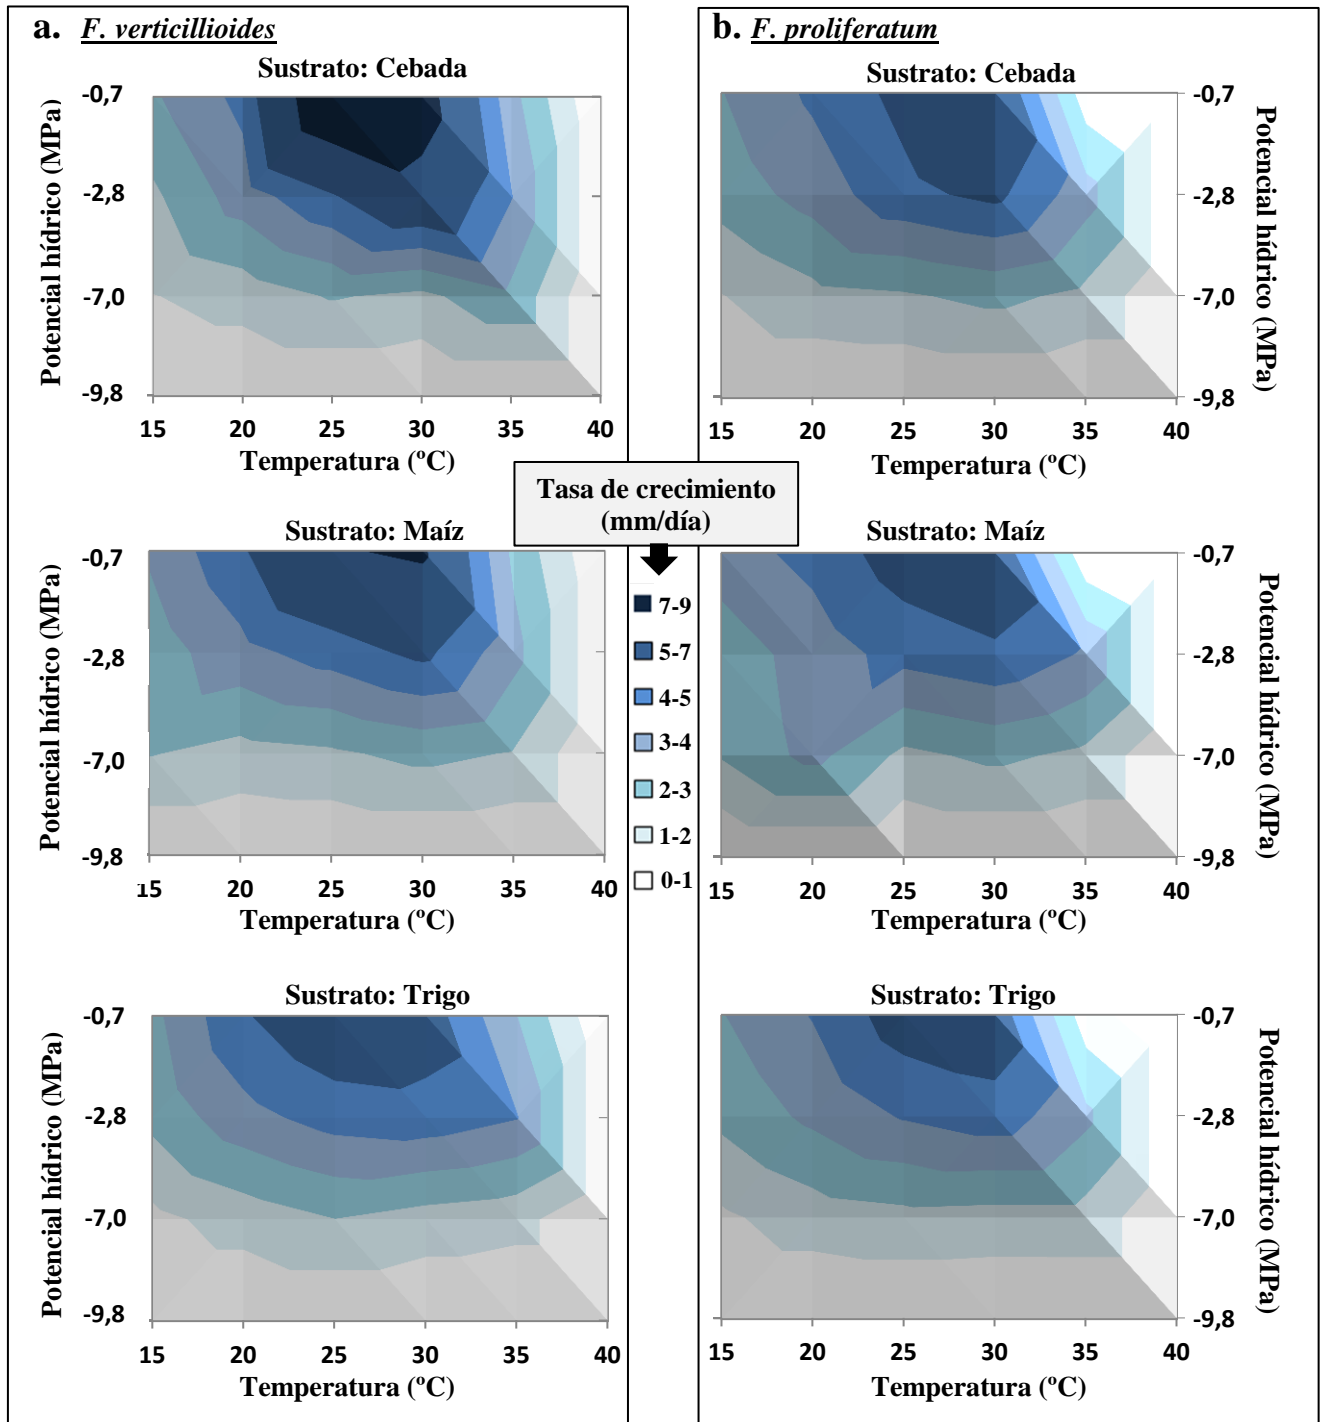 a. F. verticillioides
Sustrato: Cebada
Potencial hídrico (MPa)
-0,7
-2,8
-7,0
-9,8
15 20 25 30 35 40
Temperatura (ºC)
Sustrato: Maíz
Potencial hídrico (MPa)
-0,7
-2,8
-7,0
-9,8
15 20 25 30 35 40
Temperatura (ºC)
Sustrato: Trigo
Potencial hídrico (MPa)
-0,7
-2,8
-7,0
-9,8
15 20 25 30 35 40
Temperatura (ºC)
Tasa de crecimiento
(mm/día)
7-9
5-7
4-5
3-4
2-3
1-2
0-1
b. F. proliferatum
Sustrato: Cebada
-0,7
-2,8
-7,0
-9,8
Potencial hídrico (MPa)
15 20 25 30 35 40
Temperatura (ºC)
Sustrato: Maíz
-0,7
-2,8
-7,0
-9,8
Potencial hídrico (MPa)
15 20 25 30 35 40
Temperatura (ºC)
Sustrato: Trigo
-0,7
-2,8
-7,0
-9,8
Potencial hídrico (MPa)
15 20 25 30 35 40
Temperatura (ºC)